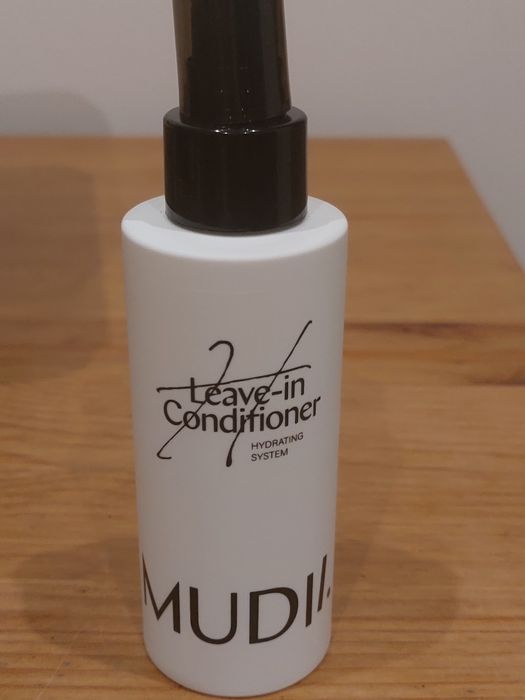 H
Leave-in
Conditioner
HYDRATING
SYSTEM
MUDII.